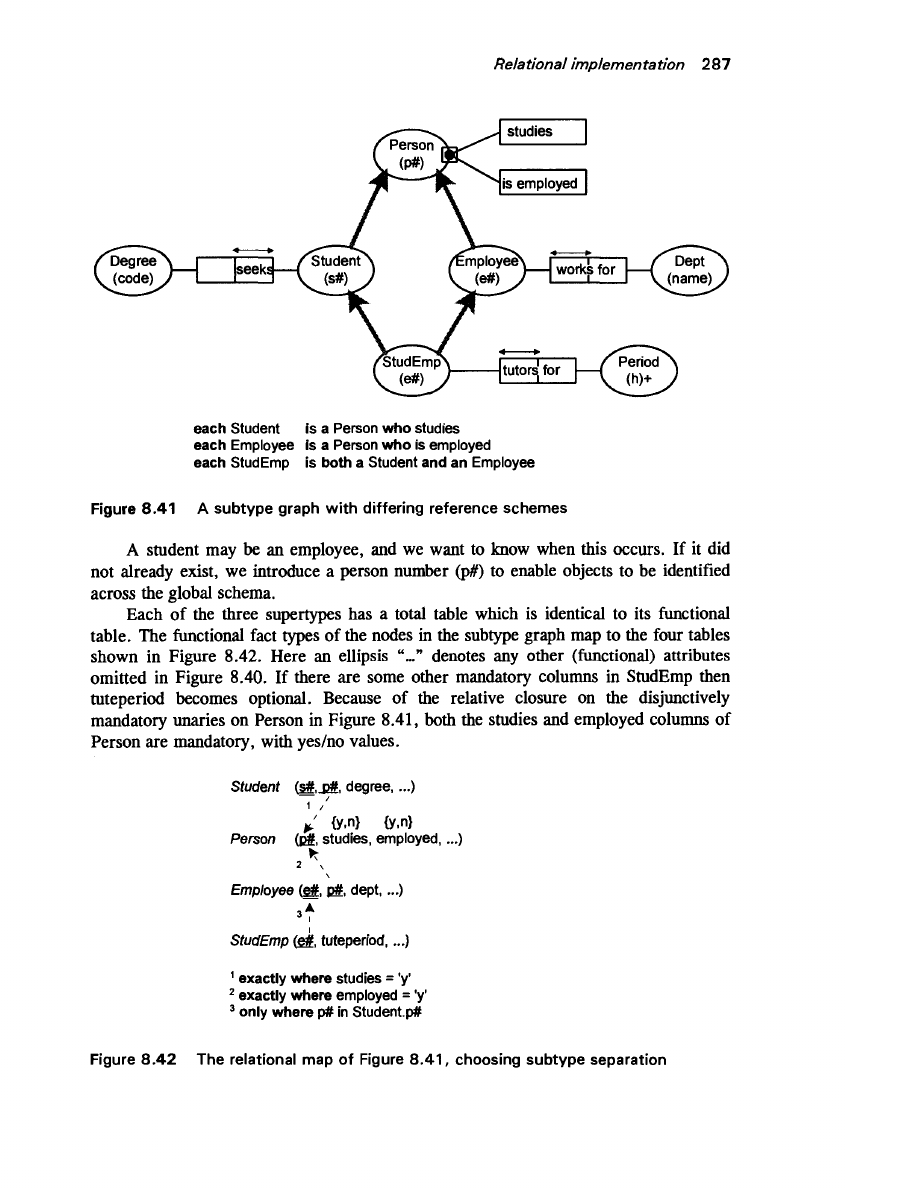 Relational implementation 287
studies
Person
(p#)
is employed
Degree
(code)
seeks
Student
(s#)
Employee
(e#)
works for
Dept
(name)
StudEmp
(e#)
tutors for
Period
(h)+
each Student is a Person who studies
each Employee is a Person who is employed
each StudEmp is both a Student and an Employee
Figure 8.41 A subtype graph with differing reference schemes
A student may be an employee, and we want to know when this occurs. If it did
not already exist, we introduce a person number (p#) to enable objects to be identified
across the global schema.
Each of the three supertypes has a total table which is identical to its functional
table. The functional fact types of the nodes in the subtype graph map to the four tables
shown in Figure 8.42. Here an ellipsis “...” denotes any other (functional) attributes
omitted in Figure 8.40. If there are some other mandatory columns in StudEmp then
tuteperiod becomes optional. Because of the relative closure on the disjunctively
mandatory unaries on Person in Figure 8.41, both the studies and employed columns of
Person are mandatory, with yes/no values.
Student (s#, p#, degree, ...)
1
{y,n} {y,n}
Person (p#, studies, employed, ...)
2
Employee (e#, p#, dept, ...)
3
StudEmp (e#, tuteperiod, ...)
1 exactly where studies = 'y'
2 exactly where employed = 'y'
3 only where p# in Student.p#
Figure 8.42 The relational map of Figure 8.41, choosing subtype separation